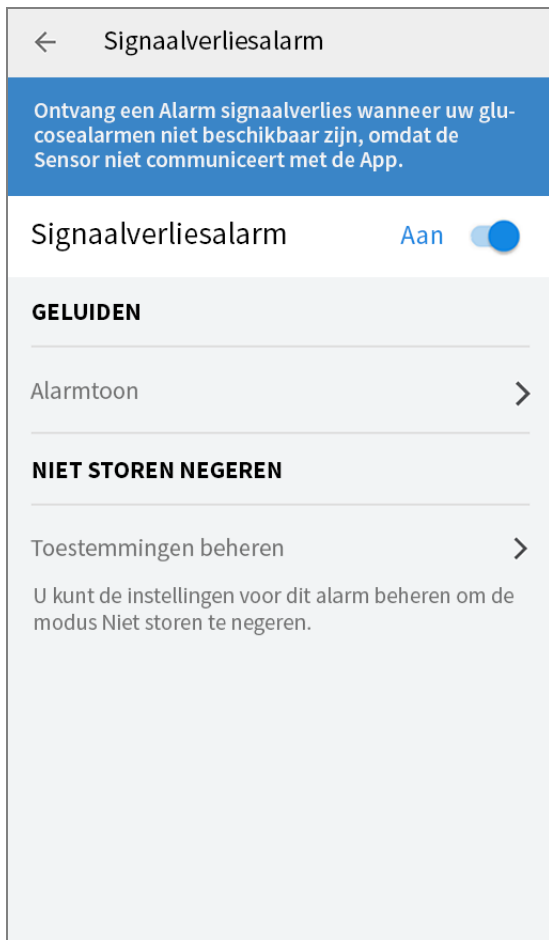 Signaalverliesalarm
Ontvang een Alarm signaalverlies wanneer uw glu-
cosealarmen niet beschikbaar zijn, omdat de
Sensor niet communiceert met de App.
Signaalverliesalarm Aan
GELUIDEN
Alarmtoon
NIET STOREN NEGEREN
Toestemmingen beheren
U kunt de instellingen voor dit alarm beheren om de
modus Niet storen te negeren.